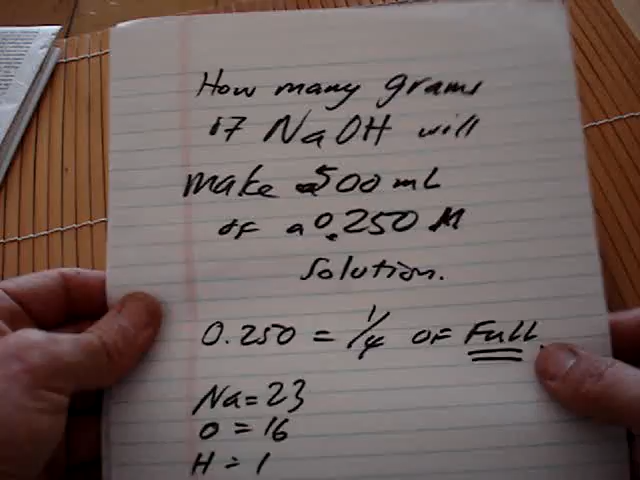 How many grams
of NaOH will
make 500 mL
of a 0.250 M
Solution.
0.250 = 1/4 of Full.
Na = 23
O = 16
H = 1